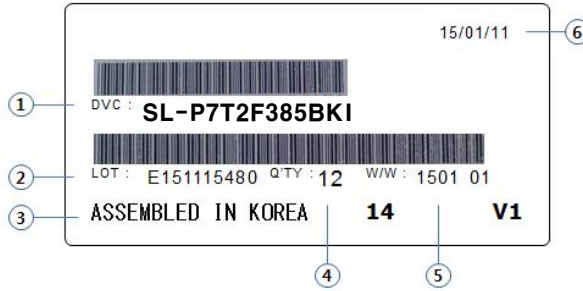 15/01/11
6
1
DVC : SL-P7T2F385BKI
2
LOT : E151115480 Q'TY : 12 W/W : 1501 01
3
ASSEMBLED IN KOREA 14 V1
4 5